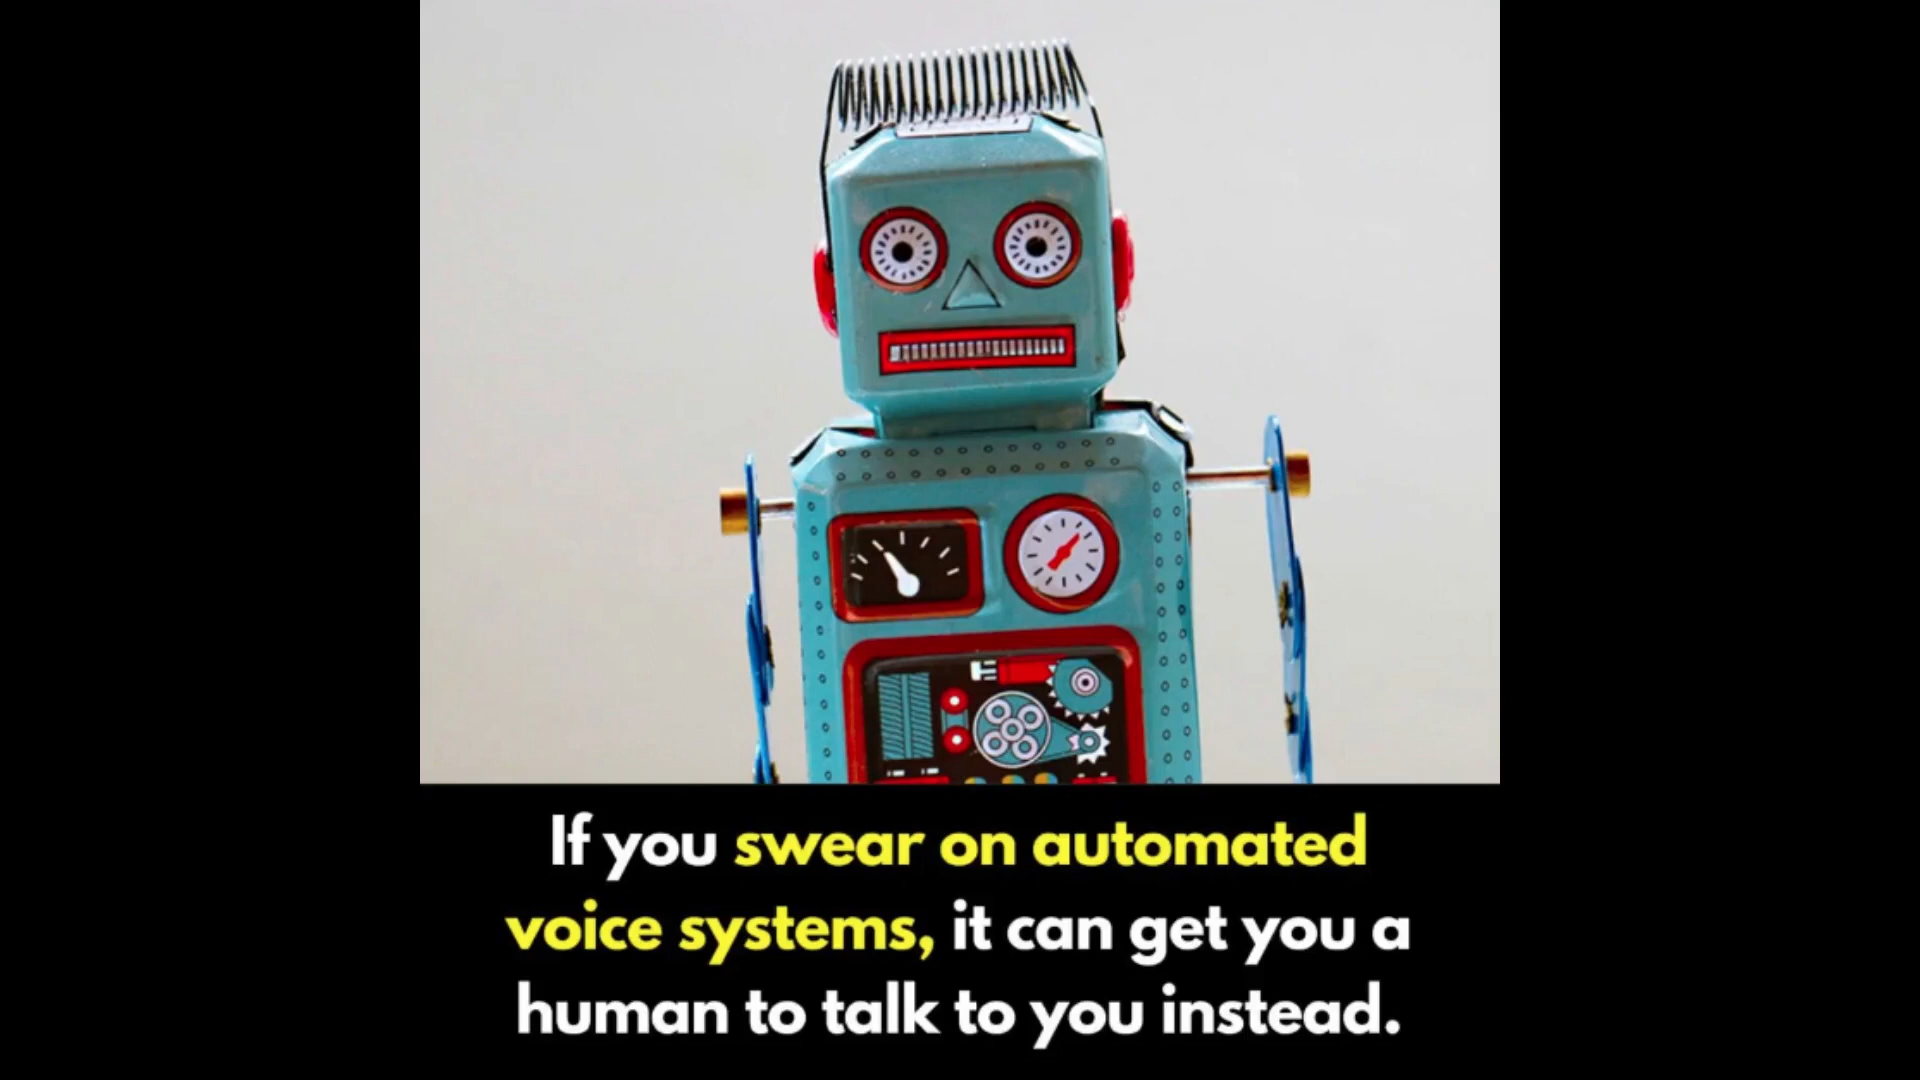 If you swear on automated
voice systems, it can get you a
human to talk to you instead.